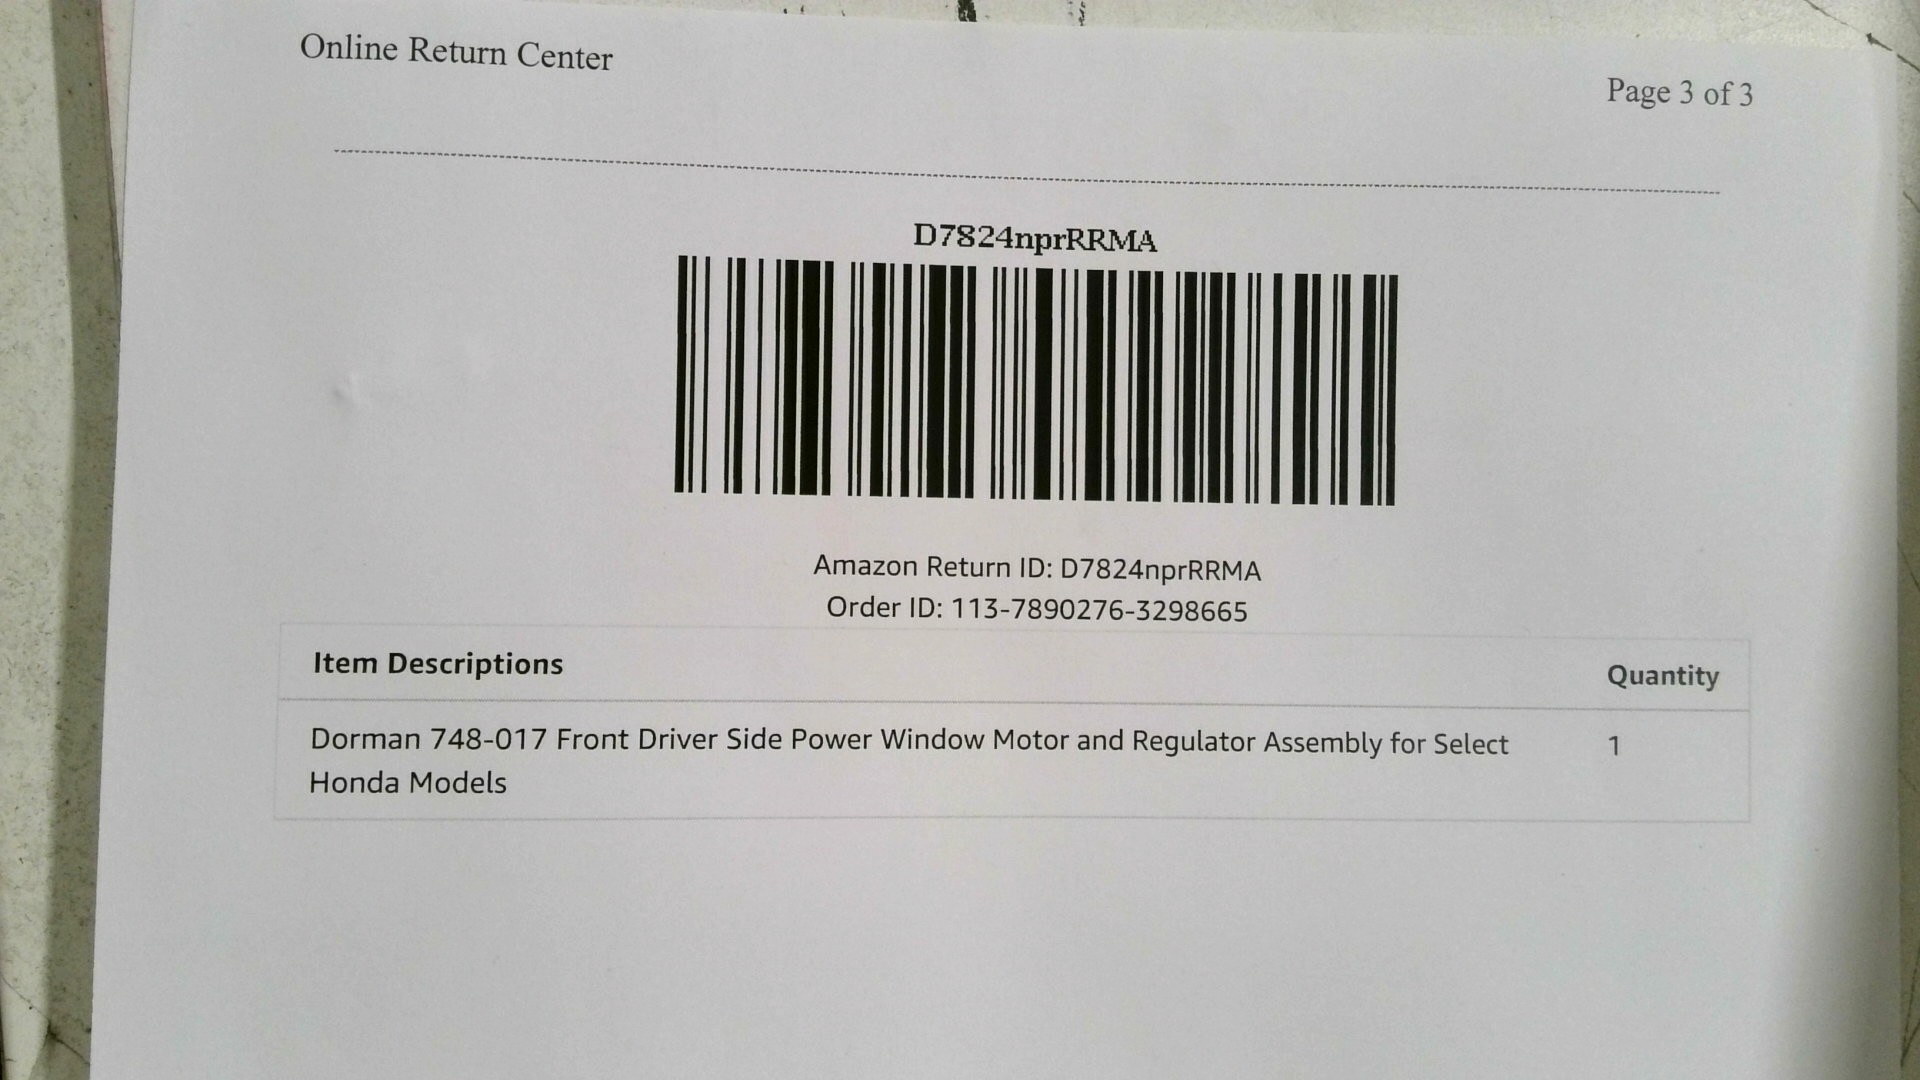 Online Return Center
Page 3 of 3
D7824nprRRMA
Amazon Return ID: D7824nprRRMA
Order ID: 113-7890276-3298665
Item Descriptions
Quantity
Dorman 748-017 Front Driver Side Power Window Motor and Regulator Assembly for Select
1
Honda Models